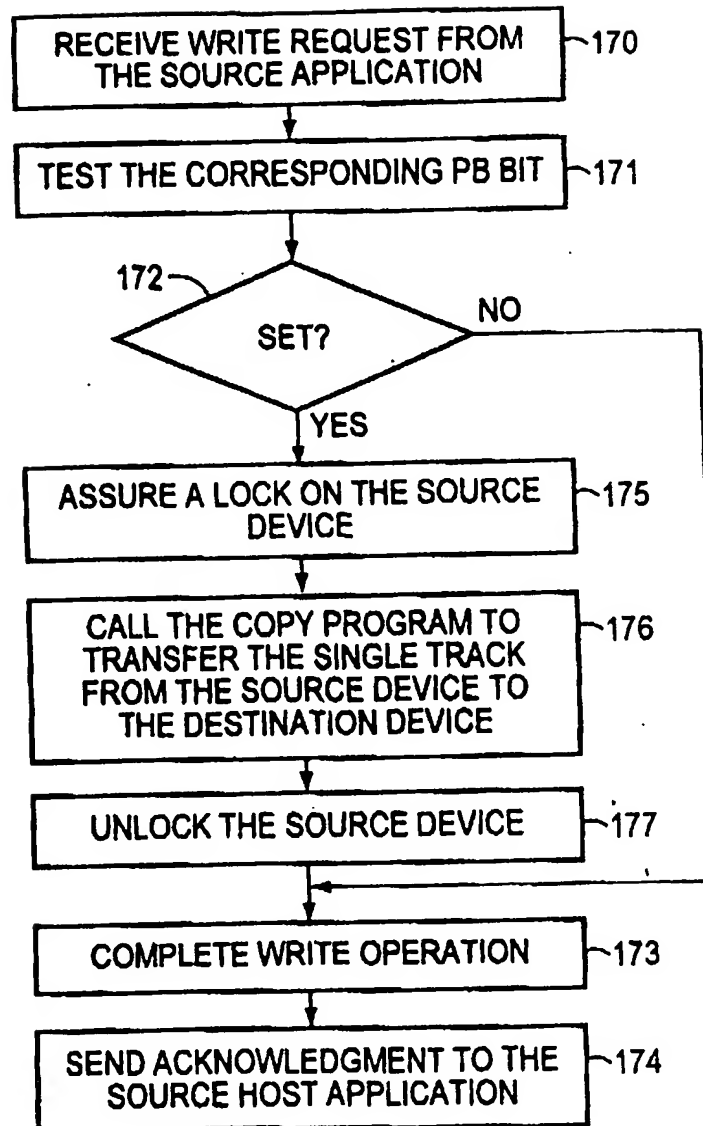 RECEIVE WRITE REQUEST FROM
THE SOURCE APPLICATION
170
TEST THE CORRESPONDING PB BIT
171
172
SET?
NO
YES
ASSURE A LOCK ON THE SOURCE
DEVICE
175
CALL THE COPY PROGRAM TO
TRANSFER THE SINGLE TRACK
FROM THE SOURCE DEVICE TO
THE DESTINATION DEVICE
176
UNLOCK THE SOURCE DEVICE
177
COMPLETE WRITE OPERATION
173
SEND ACKNOWLEDGMENT TO THE
SOURCE HOST APPLICATION
174